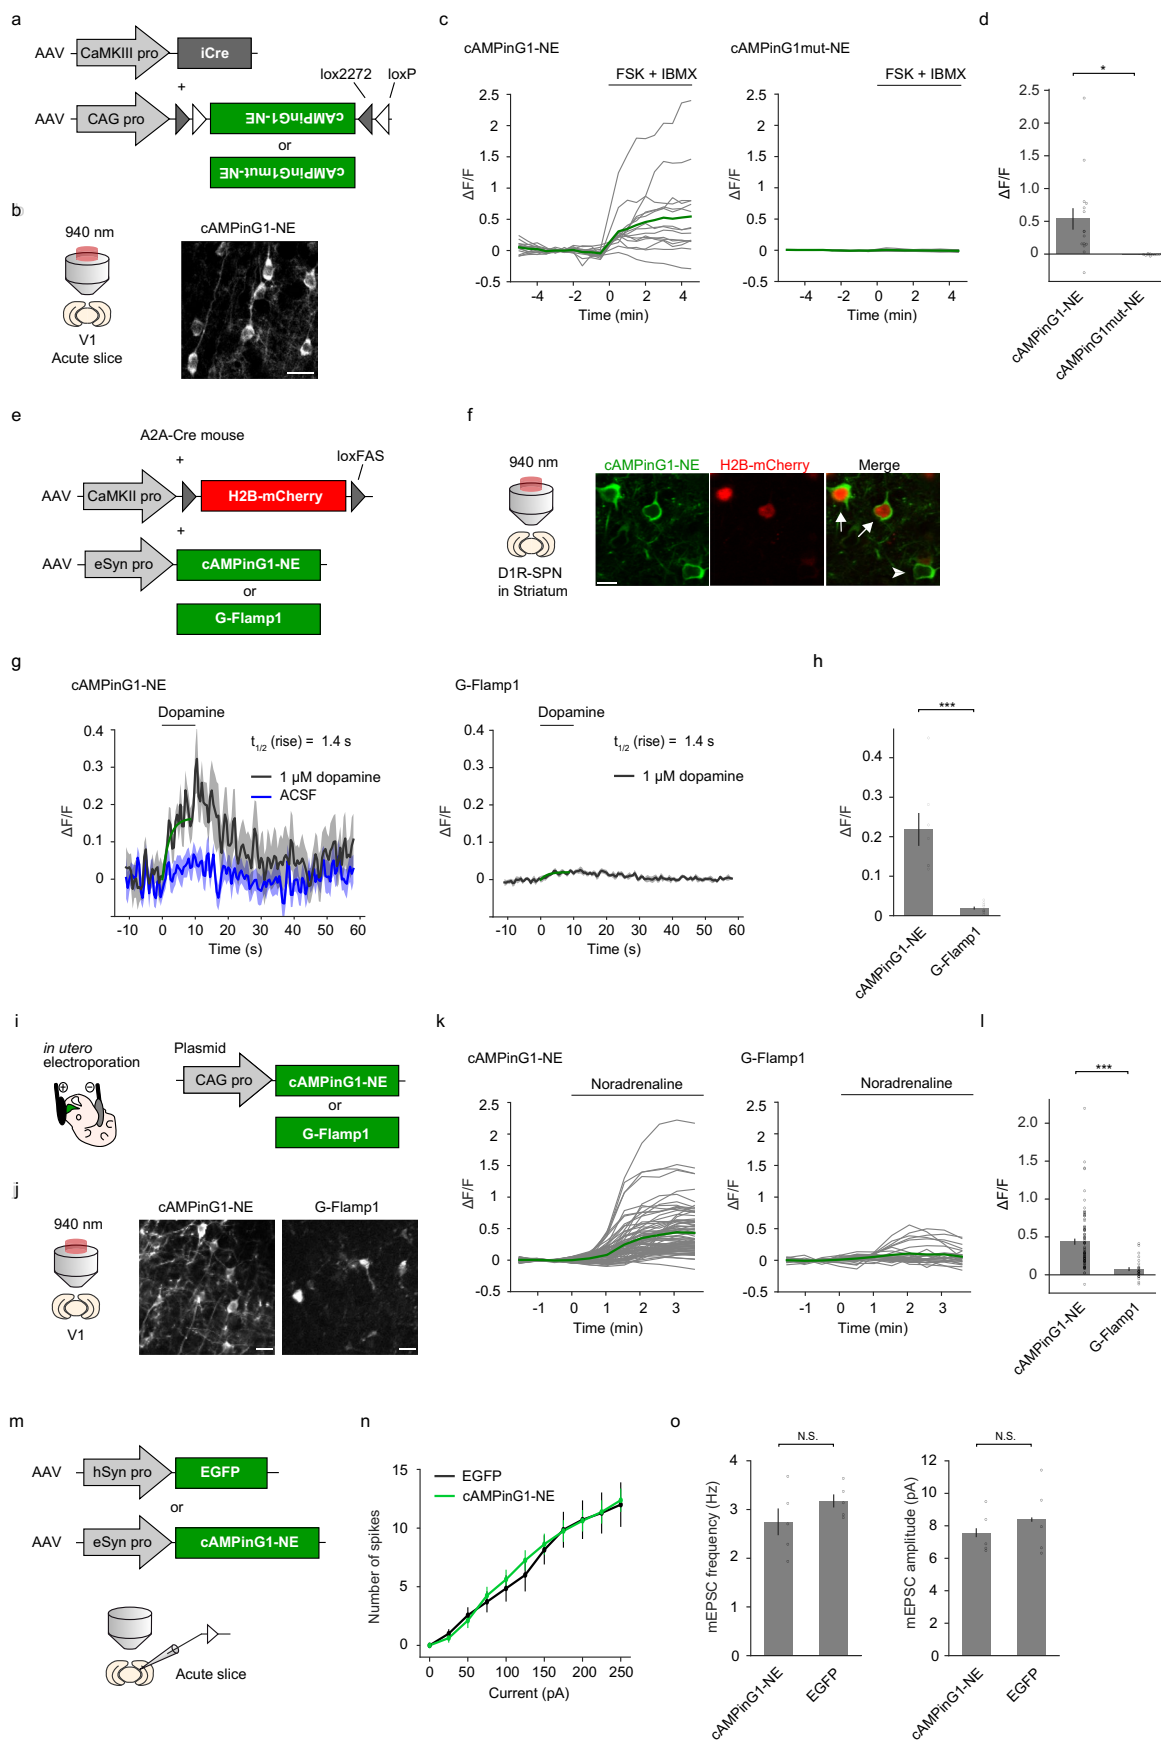 a
AAV
CaMKIII pro
iCre
+
lox2272
loxP
AAV
CAG pro
cAMPinG1-NE
or
cAMPinG1mut-NE
b
940 nm
V1
Acute slice
cAMPinG1-NE
c
cAMPinG1-NE
FSK + IBMX
2.5
2
1.5
1
0.5
0
-0.5
ΔF/F
-4 -2 0 2 4
Time (min)
cAMPinG1mut-NE
FSK + IBMX
2.5
2
1.5
1
0.5
0
-0.5
ΔF/F
-4 -2 0 2 4
Time (min)
d
*
2.5
2.0
1.5
1.0
0.5
0
ΔF/F
cAMPinG1-NE
cAMPinG1mut-NE
e
A2A-Cre mouse
+
loxFAS
AAV
CaMKII pro
H2B-mCherry
+
AAV
eSyn pro
cAMPinG1-NE
or
G-Flamp1
f
940 nm
D1R-SPN
in Striatum
cAMPinG1-NE
H2B-mCherry
Merge
g
cAMPinG1-NE
Dopamine
t1/2 (rise) = 1.4 s
1 µM dopamine
ACSF
0.4
0.3
0.2
0.1
0
ΔF/F
-10 0 10 20 30 40 50 60
Time (s)
G-Flamp1
Dopamine
t1/2 (rise) = 1.4 s
1 µM dopamine
0.4
0.3
0.2
0.1
0
ΔF/F
-10 0 10 20 30 40 50 60
Time (s)
h
***
0.4
0.3
0.2
0.1
0
ΔF/F
cAMPinG1-NE
G-Flamp1
i
in utero
electroporation
+ −
Plasmid
CAG pro
cAMPinG1-NE
or
G-Flamp1
j
940 nm
V1
cAMPinG1-NE
G-Flamp1
k
cAMPinG1-NE
Noradrenaline
2.5
2
1.5
1
0.5
0
-0.5
ΔF/F
-1 0 1 2 3
Time (min)
G-Flamp1
Noradrenaline
2.5
2
1.5
1
0.5
0
-0.5
ΔF/F
-1 0 1 2 3
Time (min)
l
***
2.0
1.5
1.0
0.5
0
ΔF/F
cAMPinG1-NE
G-Flamp1
m
AAV
hSyn pro
EGFP
or
AAV
eSyn pro
cAMPinG1-NE
Acute slice
n
EGFP
cAMPinG1-NE
15
10
5
0
Number of spikes
0 50 100 150 200 250
Current (pA)
o
N.S.
4
3
2
1
0
mEPSC frequency (Hz)
cAMPinG1-NE
EGFP
N.S.
12
10
8
6
4
2
0
mEPSC amplitude (pA)
cAMPinG1-NE
EGFP